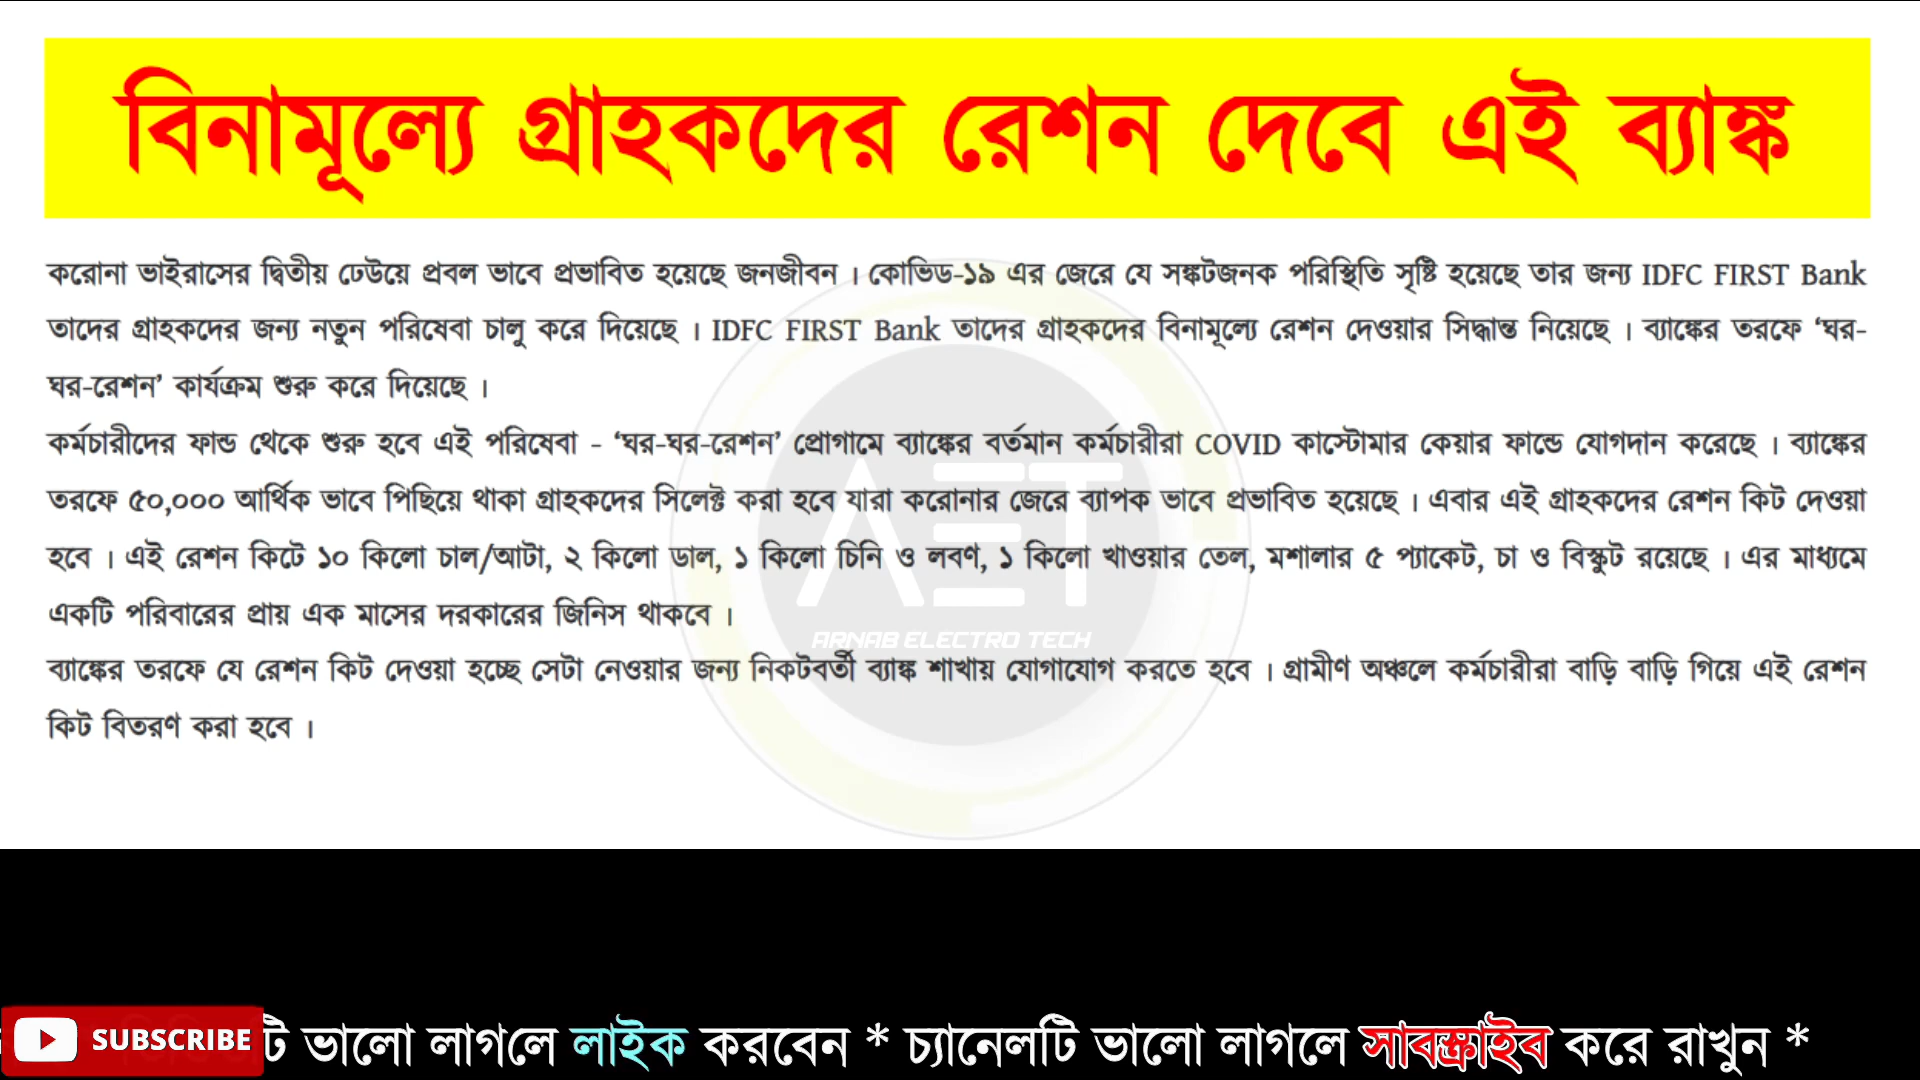 বিনামূল্যে গ্রাহকদের রেশন দেবে এই ব্যাঙ্ক
করোনা ভাইরাসের দ্বিতীয় ঢেউয়ে প্রবল ভাবে প্রভাবিত হয়েছে জনজীবন । কোভিড-১৯ এর জেরে যে সঙ্কটজনক পরিস্থিতি সৃষ্টি হয়েছে তার জন্য IDFC FIRST Bank
তাদের গ্রাহকদের জন্য নতুন পরিষেবা চালু করে দিয়েছে । IDFC FIRST Bank তাদের গ্রাহকদের বিনামূল্যে রেশন দেওয়ার সিদ্ধান্ত নিয়েছে । ব্যাঙ্কের তরফে ‘ঘর-
ঘর-রেশন’ কার্যক্রম শুরু করে দিয়েছে ।
কর্মচারীদের ফান্ড থেকে শুরু হবে এই পরিষেবা - ‘ঘর-ঘর-রেশন’ প্রোগামে ব্যাঙ্কের বর্তমান কর্মচারীরা COVID কাস্টোমার কেয়ার ফান্ডে যোগদান করেছে । ব্যাঙ্কের
তরফে ৫০,০০০ আর্থিক ভাবে পিছিয়ে থাকা গ্রাহকদের সিলেক্ট করা হবে যারা করোনার জেরে ব্যাপক ভাবে প্রভাবিত হয়েছে । এবার এই গ্রাহকদের রেশন কিট দেওয়া
হবে । এই রেশন কিটে ১০ কিলো চাল/আটা, ২ কিলো ডাল, ১ কিলো চিনি ও লবণ, ১ কিলো খাওয়ার তেল, মশালার ৫ প্যাকেট, চা ও বিস্কুট রয়েছে । এর মাধ্যমে
একটি পরিবারের প্রায় এক মাসের দরকারের জিনিস থাকবে ।
ব্যাঙ্কের তরফে যে রেশন কিট দেওয়া হচ্ছে সেটা নেওয়ার জন্য নিকটবর্তী ব্যাঙ্ক শাখায় যোগাযোগ করতে হবে । গ্রামীণ অঞ্চলে কর্মচারীরা বাড়ি বাড়ি গিয়ে এই রেশন
কিট বিতরণ করা হবে ।
AET
ARNAB ELECTRO TECH
SUBSCRIBE টি ভালো লাগলে লাইক করবেন * চ্যানেলটি ভালো লাগলে সাবস্ক্রাইব করে রাখুন *